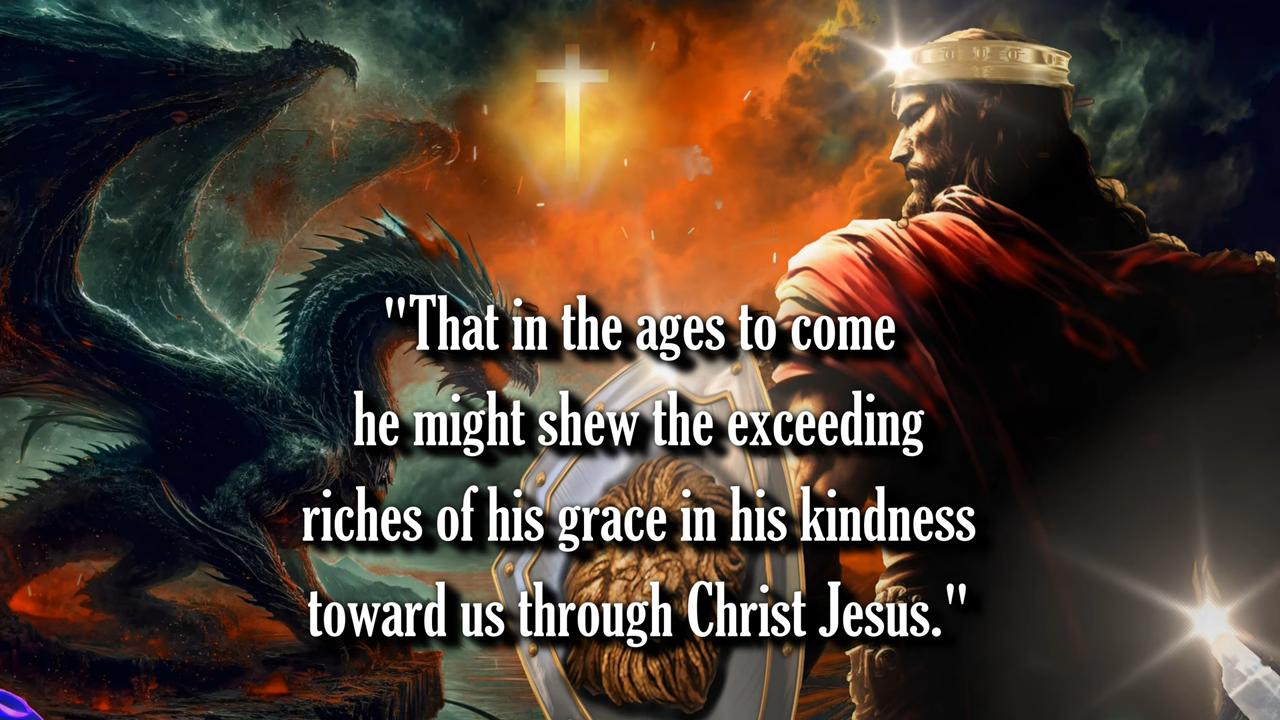 "That in the ages to come
he might shew the exceeding
riches of his grace in his kindness
toward us through Christ Jesus."